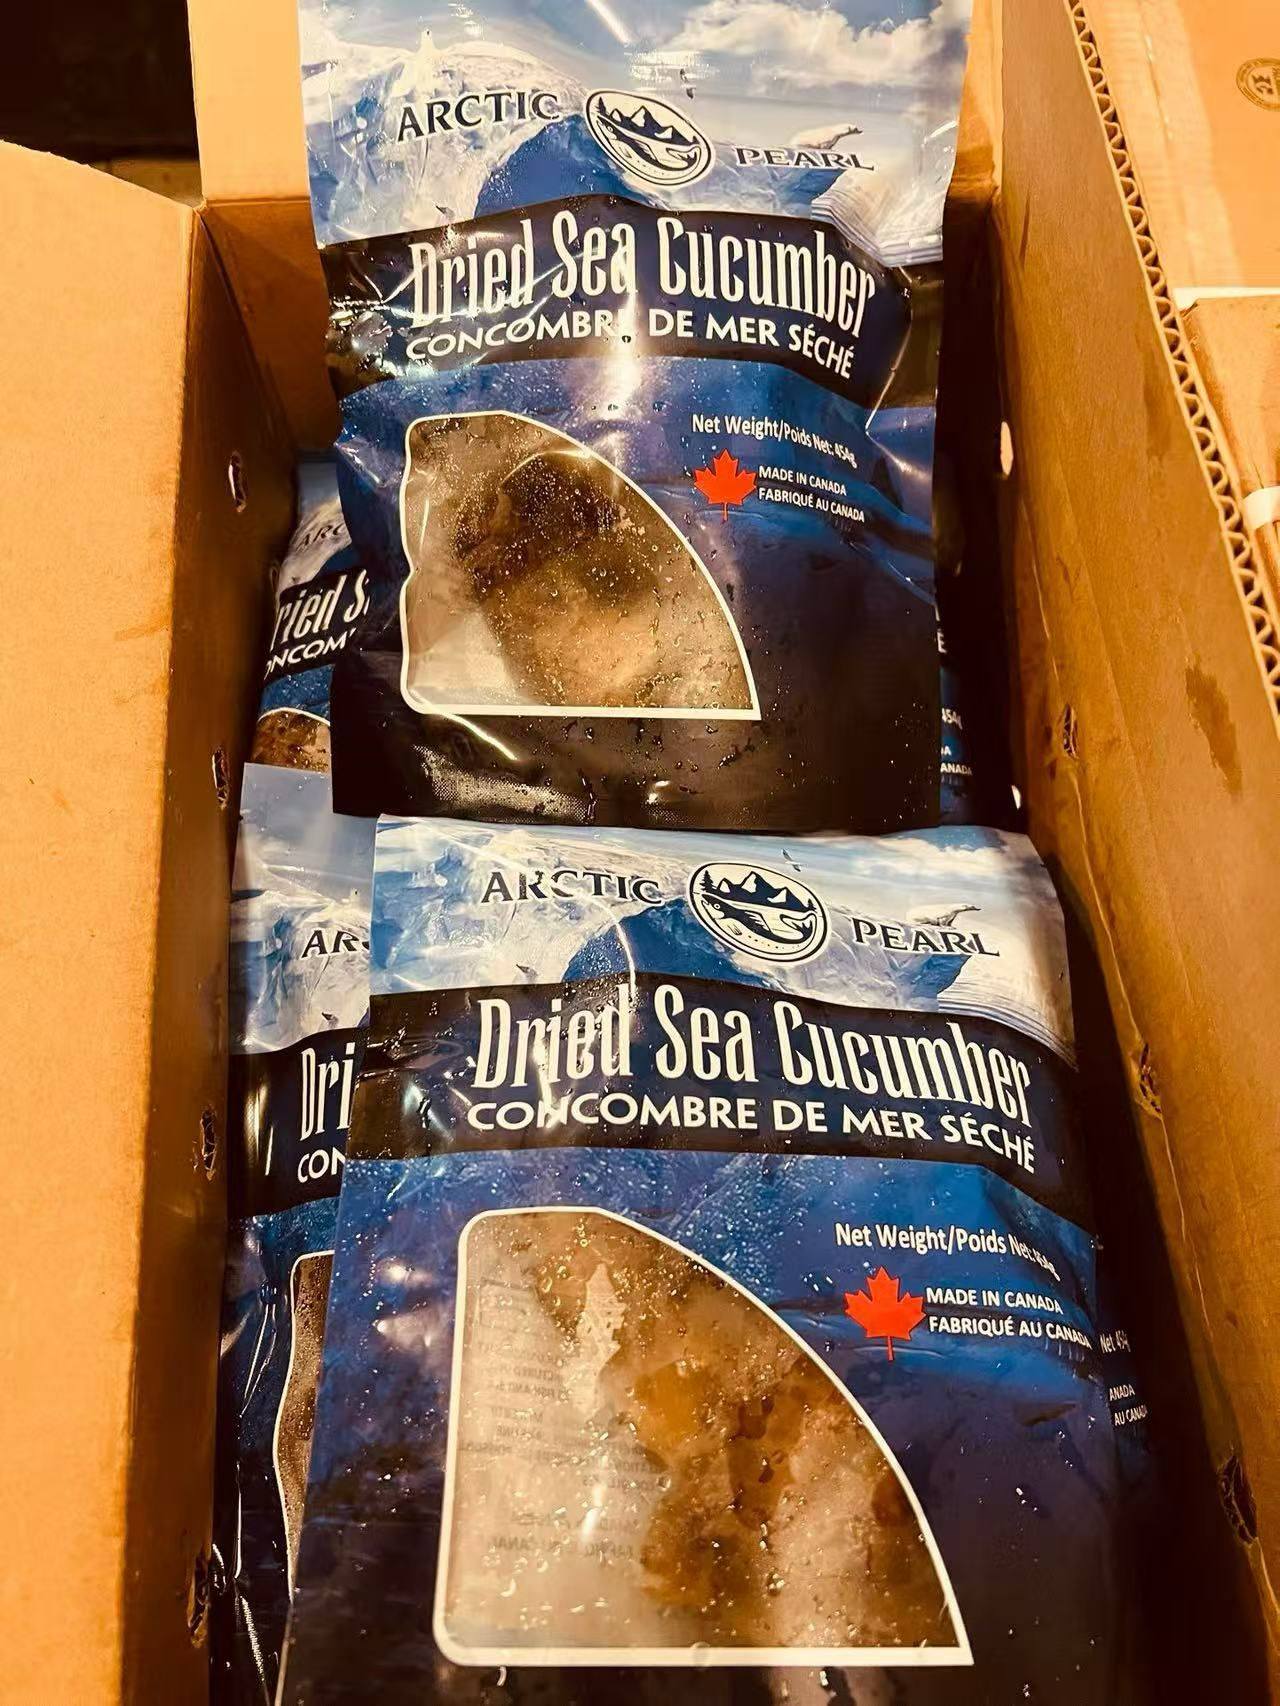 ARCTIC PEARL
Dried Sea Cucumber
CONCOMBRE DE MER SÉCHÉ
Net Weight/Poids Net: 454g
MADE IN CANADA
FABRIQUÉ AU CANADA
ARCTIC PEARL
Dried Sea Cucumber
CONCOMBRE DE MER SÉCHÉ
Net Weight/Poids Net: 454g
MADE IN CANADA
FABRIQUÉ AU CANADA